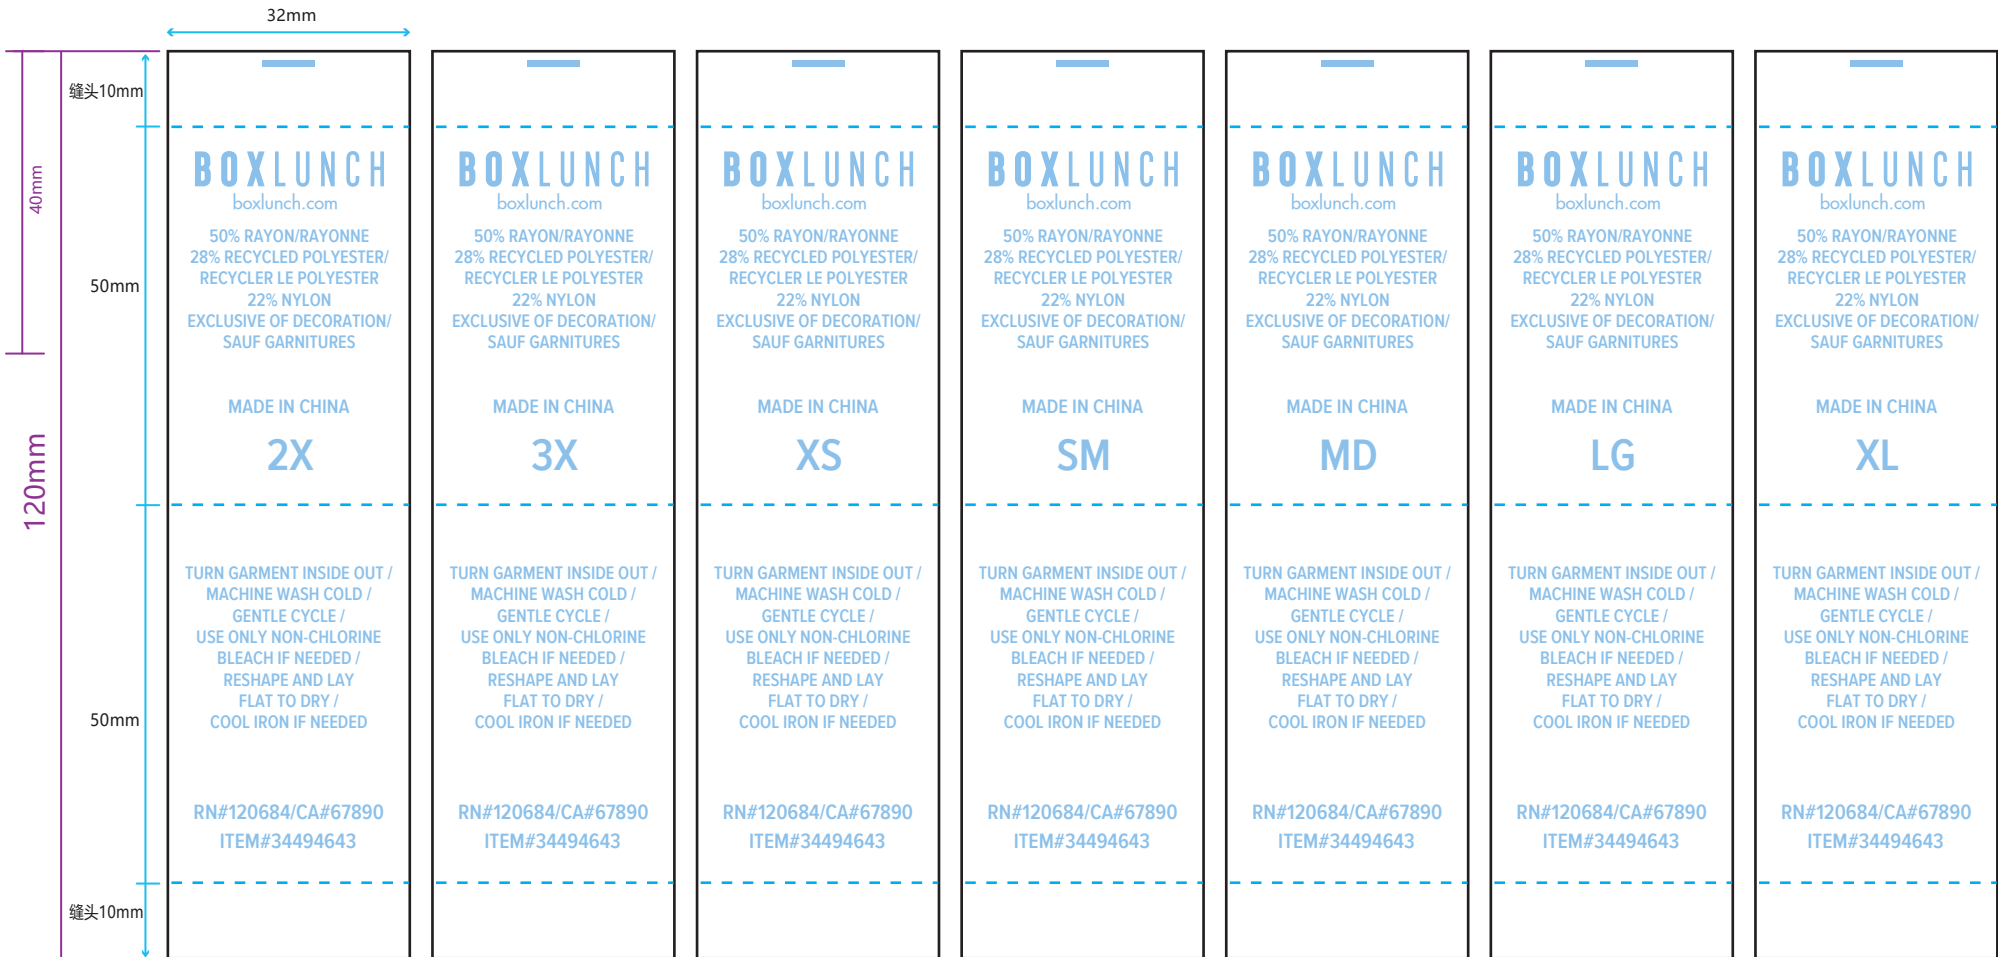 32mm
缝头10mm
40mm
50mm
120mm
50mm
缝头10mm
BOXLUNCH
boxlunch.com
50% RAYON/RAYONNE
28% RECYCLED POLYESTER/
RECYCLER LE POLYESTER
22% NYLON
EXCLUSIVE OF DECORATION/
SAUF GARNITURES
MADE IN CHINA
2X
TURN GARMENT INSIDE OUT /
MACHINE WASH COLD /
GENTLE CYCLE /
USE ONLY NON-CHLORINE
BLEACH IF NEEDED /
RESHAPE AND LAY
FLAT TO DRY /
COOL IRON IF NEEDED
RN#120684/CA#67890
ITEM#34494643
BOXLUNCH
boxlunch.com
50% RAYON/RAYONNE
28% RECYCLED POLYESTER/
RECYCLER LE POLYESTER
22% NYLON
EXCLUSIVE OF DECORATION/
SAUF GARNITURES
MADE IN CHINA
3X
TURN GARMENT INSIDE OUT /
MACHINE WASH COLD /
GENTLE CYCLE /
USE ONLY NON-CHLORINE
BLEACH IF NEEDED /
RESHAPE AND LAY
FLAT TO DRY /
COOL IRON IF NEEDED
RN#120684/CA#67890
ITEM#34494643
BOXLUNCH
boxlunch.com
50% RAYON/RAYONNE
28% RECYCLED POLYESTER/
RECYCLER LE POLYESTER
22% NYLON
EXCLUSIVE OF DECORATION/
SAUF GARNITURES
MADE IN CHINA
XS
TURN GARMENT INSIDE OUT /
MACHINE WASH COLD /
GENTLE CYCLE /
USE ONLY NON-CHLORINE
BLEACH IF NEEDED /
RESHAPE AND LAY
FLAT TO DRY /
COOL IRON IF NEEDED
RN#120684/CA#67890
ITEM#34494643
BOXLUNCH
boxlunch.com
50% RAYON/RAYONNE
28% RECYCLED POLYESTER/
RECYCLER LE POLYESTER
22% NYLON
EXCLUSIVE OF DECORATION/
SAUF GARNITURES
MADE IN CHINA
SM
TURN GARMENT INSIDE OUT /
MACHINE WASH COLD /
GENTLE CYCLE /
USE ONLY NON-CHLORINE
BLEACH IF NEEDED /
RESHAPE AND LAY
FLAT TO DRY /
COOL IRON IF NEEDED
RN#120684/CA#67890
ITEM#34494643
BOXLUNCH
boxlunch.com
50% RAYON/RAYONNE
28% RECYCLED POLYESTER/
RECYCLER LE POLYESTER
22% NYLON
EXCLUSIVE OF DECORATION/
SAUF GARNITURES
MADE IN CHINA
MD
TURN GARMENT INSIDE OUT /
MACHINE WASH COLD /
GENTLE CYCLE /
USE ONLY NON-CHLORINE
BLEACH IF NEEDED /
RESHAPE AND LAY
FLAT TO DRY /
COOL IRON IF NEEDED
RN#120684/CA#67890
ITEM#34494643
BOXLUNCH
boxlunch.com
50% RAYON/RAYONNE
28% RECYCLED POLYESTER/
RECYCLER LE POLYESTER
22% NYLON
EXCLUSIVE OF DECORATION/
SAUF GARNITURES
MADE IN CHINA
LG
TURN GARMENT INSIDE OUT /
MACHINE WASH COLD /
GENTLE CYCLE /
USE ONLY NON-CHLORINE
BLEACH IF NEEDED /
RESHAPE AND LAY
FLAT TO DRY /
COOL IRON IF NEEDED
RN#120684/CA#67890
ITEM#34494643
BOXLUNCH
boxlunch.com
50% RAYON/RAYONNE
28% RECYCLED POLYESTER/
RECYCLER LE POLYESTER
22% NYLON
EXCLUSIVE OF DECORATION/
SAUF GARNITURES
MADE IN CHINA
XL
TURN GARMENT INSIDE OUT /
MACHINE WASH COLD /
GENTLE CYCLE /
USE ONLY NON-CHLORINE
BLEACH IF NEEDED /
RESHAPE AND LAY
FLAT TO DRY /
COOL IRON IF NEEDED
RN#120684/CA#67890
ITEM#34494643